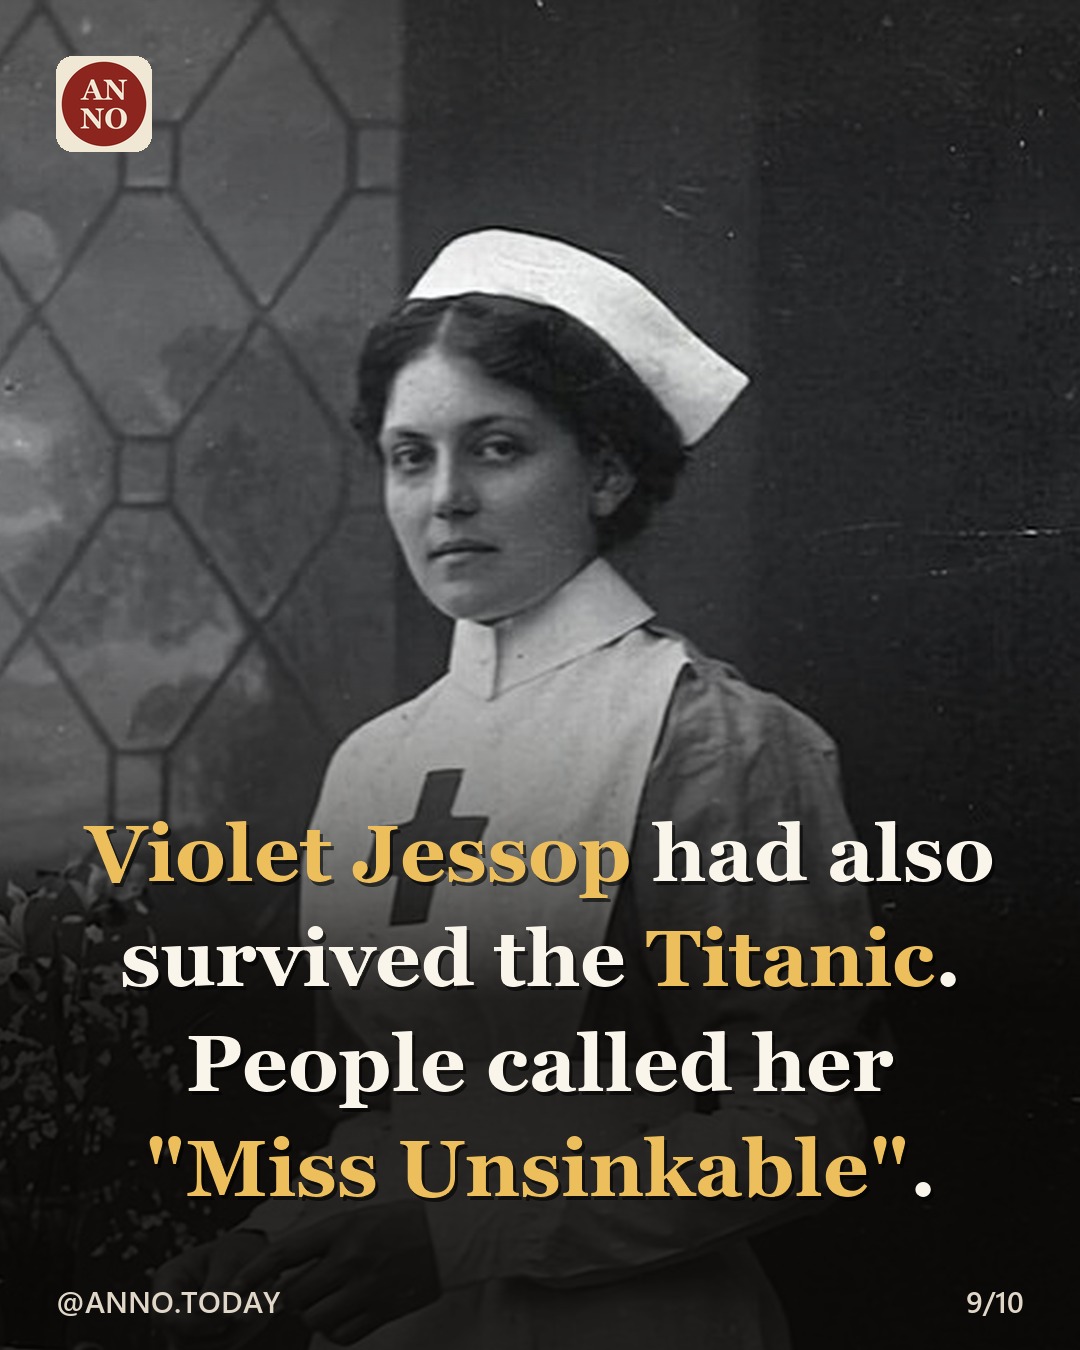 AN
NO
Violet Jessop had also
survived the Titanic.
People called her
"Miss Unsinkable".
@ANNO.TODAY
9/10